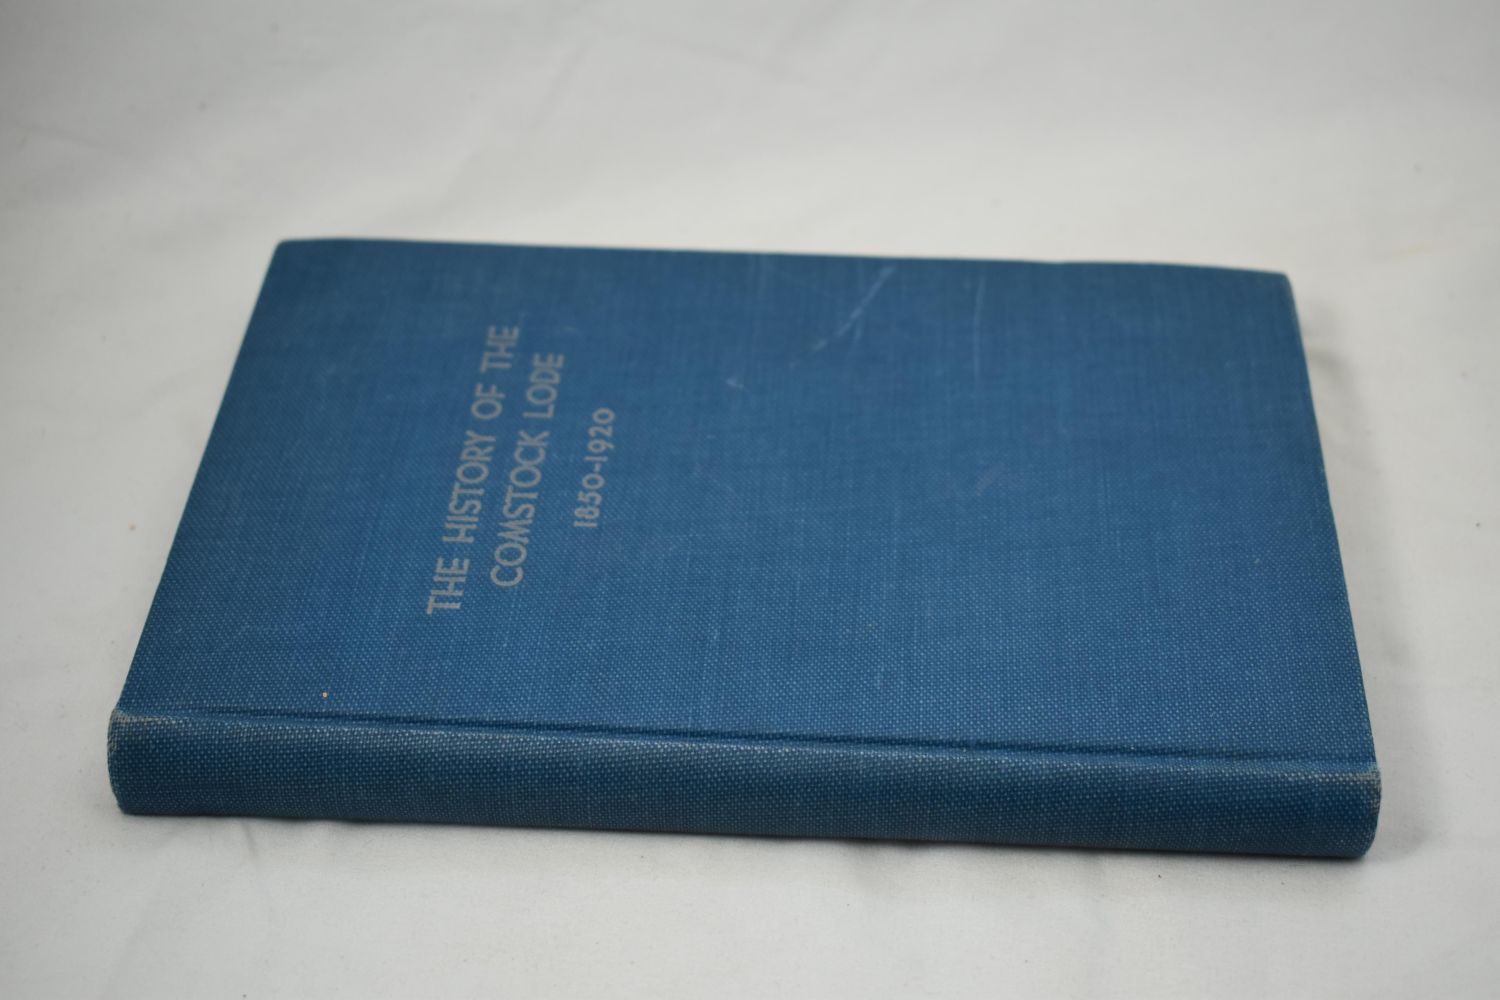 THE HISTORY OF THE
COMSTOCK LODE
1850-1920